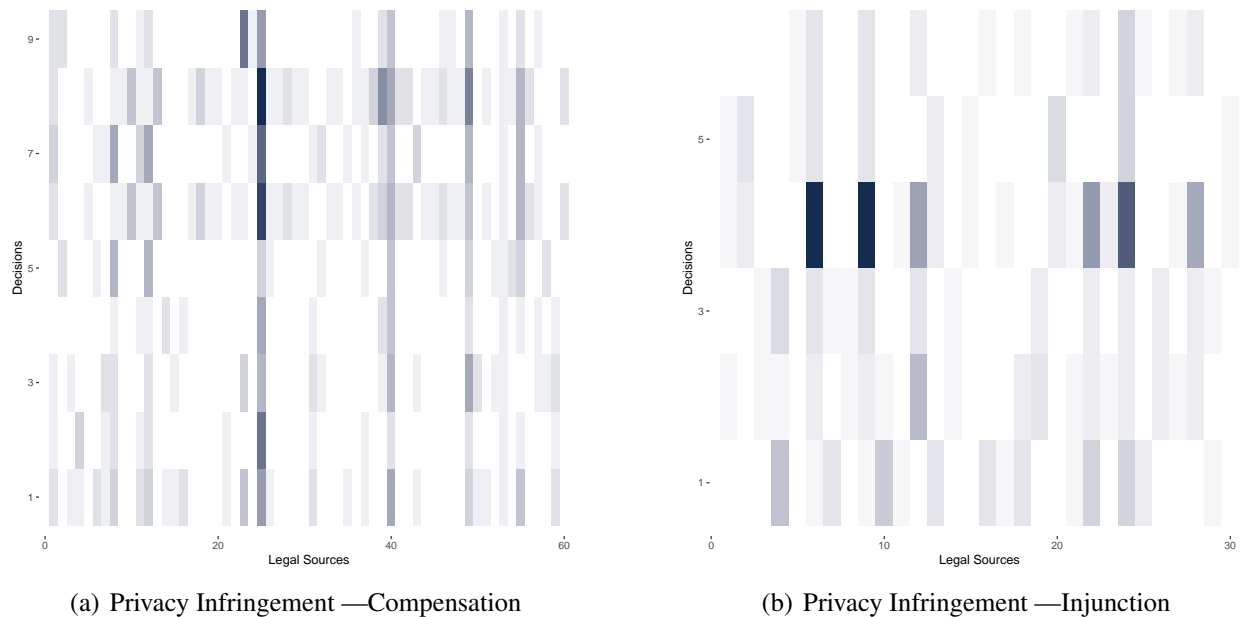 9
7
5
3
1
Decisions
0
20
40
60
Legal Sources
(a) Privacy Infringement —Compensation
5
3
1
Decisions
0
10
20
30
Legal Sources
(b) Privacy Infringement —Injunction